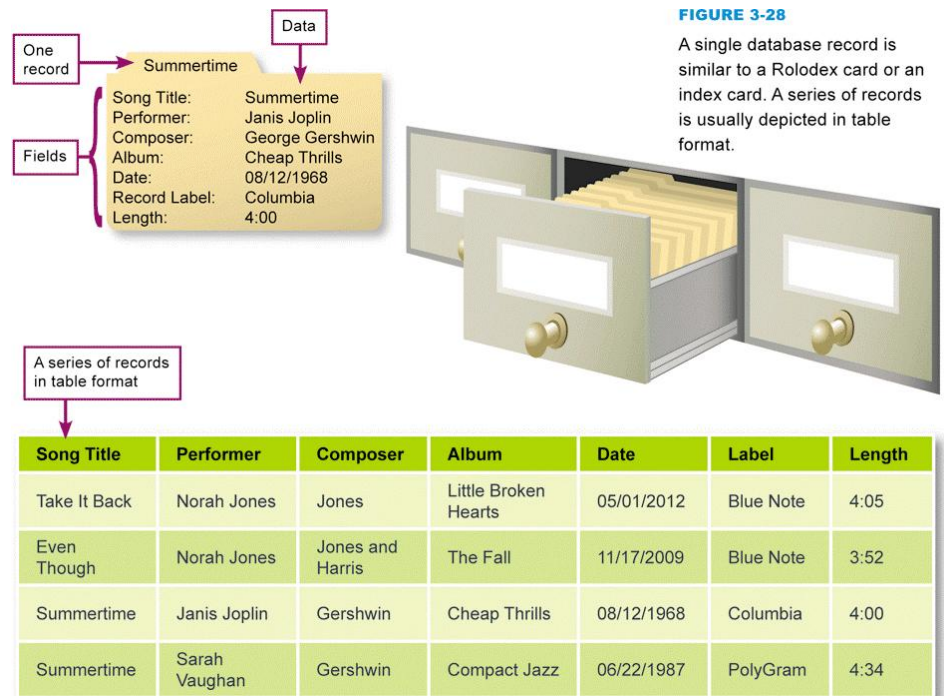 FIGURE 3-28
A single database record is
similar to a Rolodex card or an
index card. A series of records
is usually depicted in table
format.
One
record
Data
Summertime
Fields
Song Title: Summertime
Performer: Janis Joplin
Composer: George Gershwin
Album: Cheap Thrills
Date: 08/12/1968
Record Label: Columbia
Length: 4:00
A series of records
in table format
Song Title Performer Composer Album Date Label Length
Take It Back Norah Jones Jones Little Broken Hearts 05/01/2012 Blue Note 4:05
Even Though Norah Jones Jones and Harris The Fall 11/17/2009 Blue Note 3:52
Summertime Janis Joplin Gershwin Cheap Thrills 08/12/1968 Columbia 4:00
Summertime Sarah Vaughan Gershwin Compact Jazz 06/22/1987 PolyGram 4:34